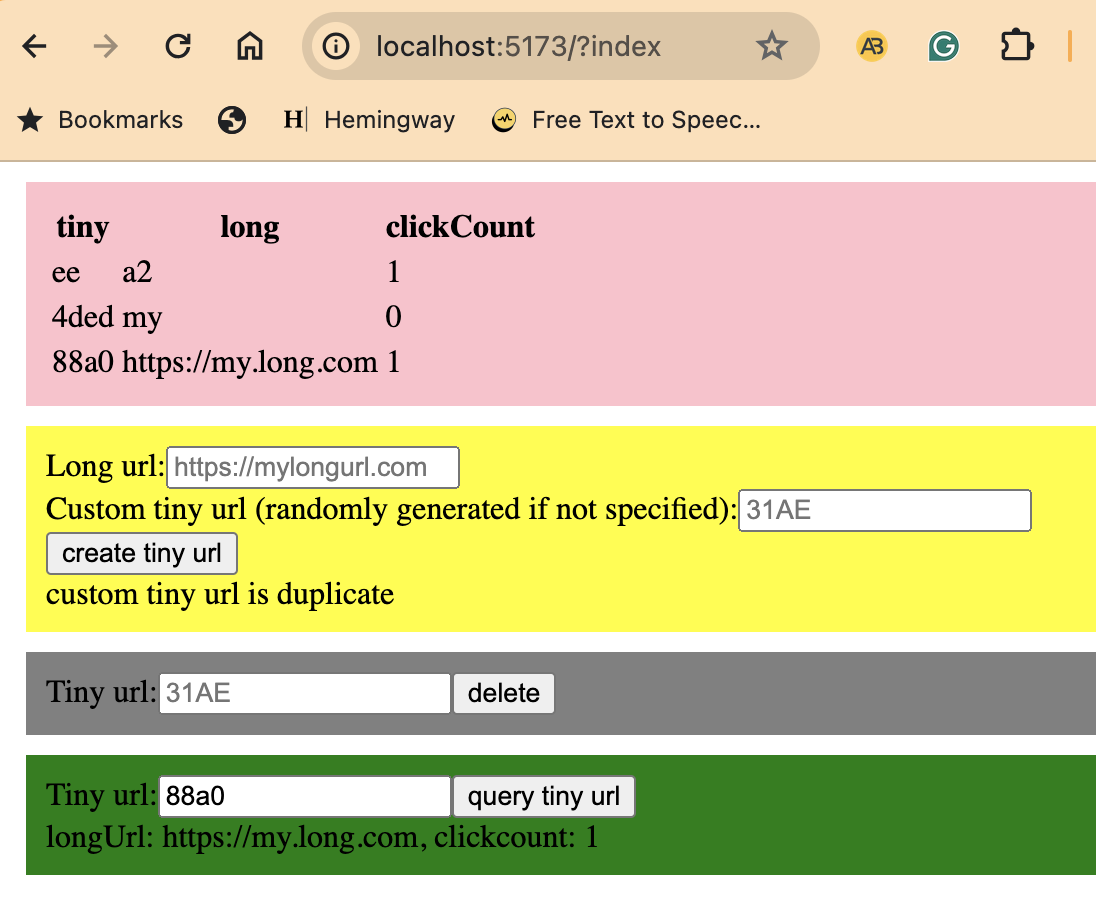 localhost:5173/?index
AB
G
Bookmarks H Hemingway Free Text to Speec...
tiny long clickCount
ee a2 1
4ded my 0
88a0 https://my.long.com 1
Long url: https://mylongurl.com
Custom tiny url (randomly generated if not specified): 31AE
create tiny url
custom tiny url is duplicate
Tiny url: 31AE delete
Tiny url: 88a0 query tiny url
longUrl: https://my.long.com, clickcount: 1